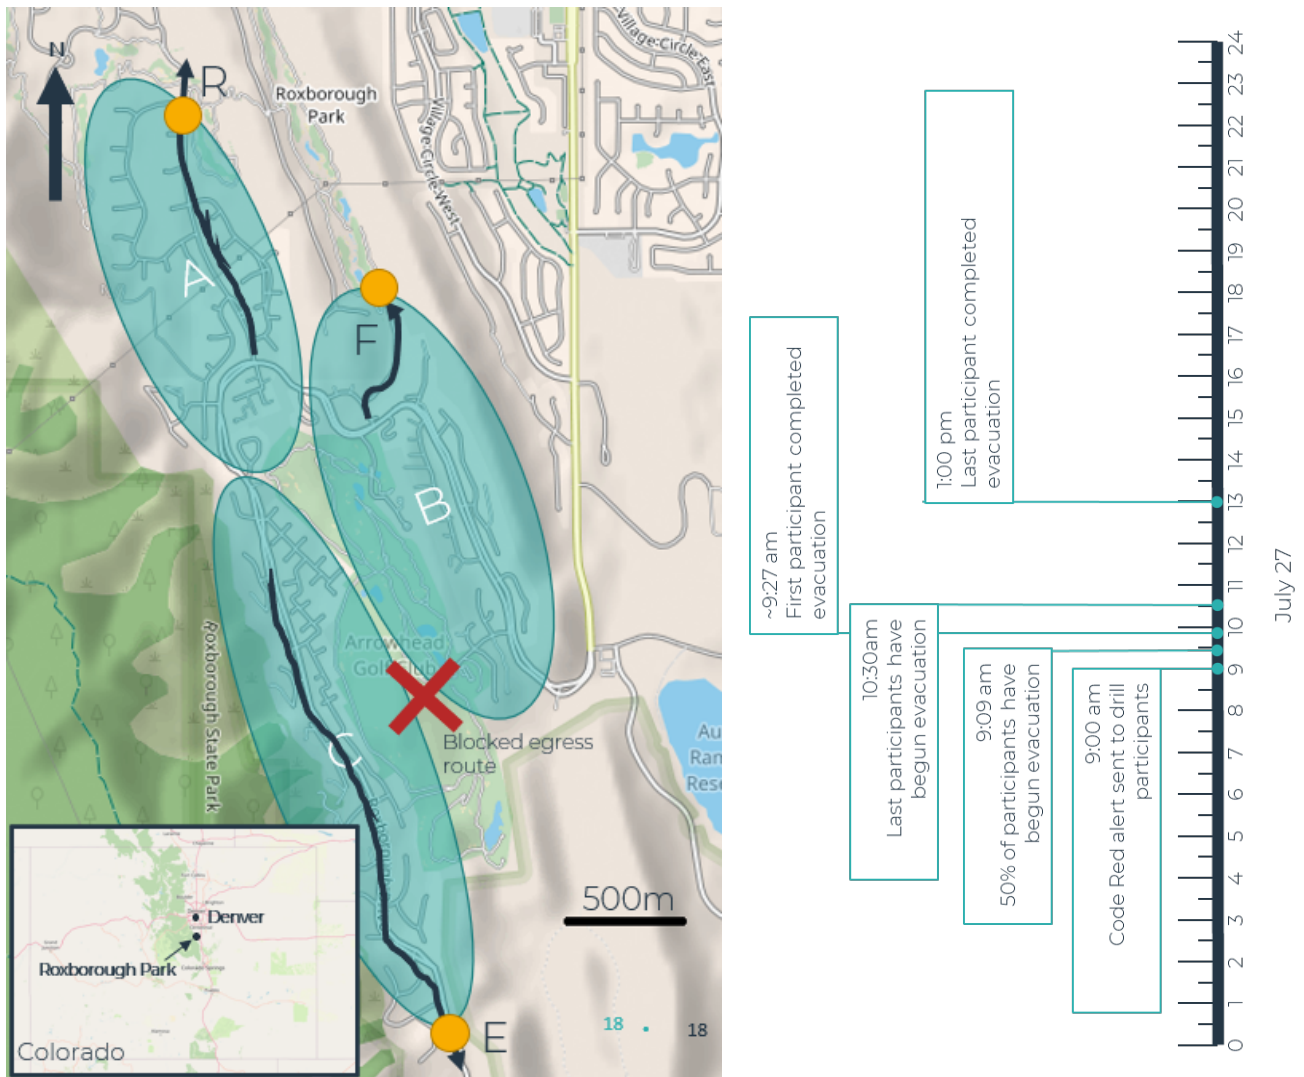 N
R
Roxborough
Park
Village Circle East
Village Circle West
A
F
B
Arrowhead
Golf Club
Blocked egress
route
C
Roxborough State Park
500m
Au
Ran
Rese
E
18
18
Denver
Roxborough Park
Colorado
~9:27 am
First participant completed
evacuation
10:30am
Last participants have
begun evacuation
1:00 pm
Last participant completed
evacuation
9:09 am
50% of participants have
begun evacuation
9:00 am
Code Red alert sent to drill
participants
24
23
22
21
20
19
18
17
16
15
14
13
12
11
10
9
8
7
6
5
4
3
2
1
0
July 27